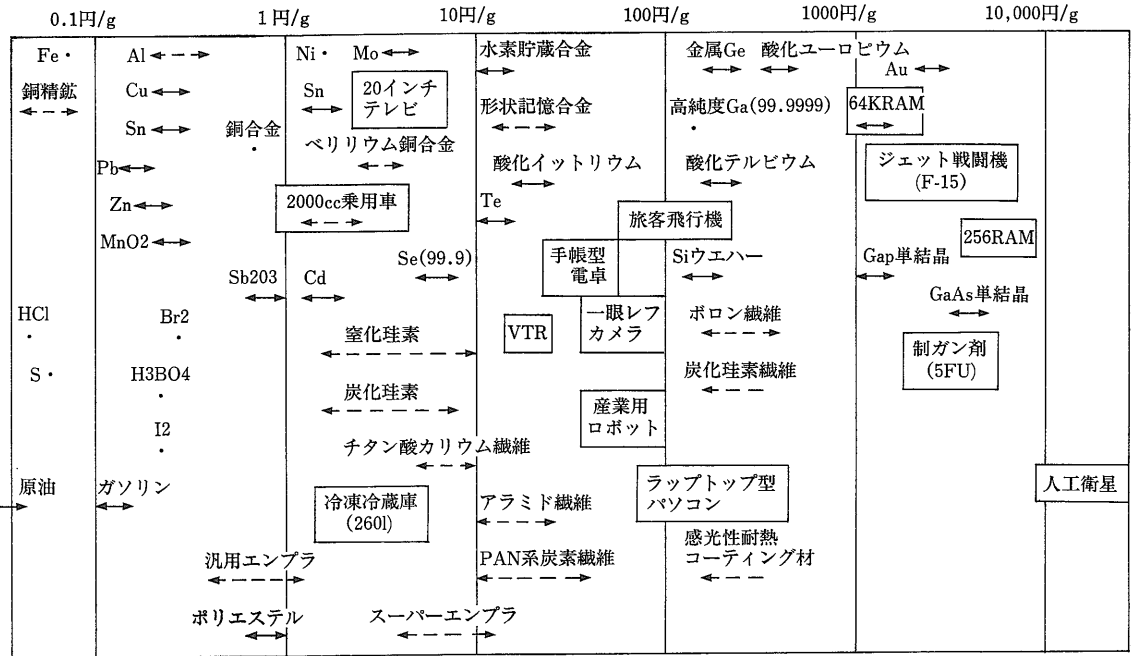 0.1円/g 1円/g 10円/g 100円/g 1000円/g 10,000円/g
Fe Al Ni Mo 水素貯蔵合金 金属Ge 酸化ユーロピウム
Au
銅精鉱 Cu Sn 20インチ
テレビ
形状記憶合金 高純度Ga(99.9999) 64KRAM
Sn 銅合金
ベリリウム銅合金
Pb 酸化イットリウム 酸化テルビウム ジェット戦闘機
(F-15)
Zn 2000cc乗用車 Te 旅客飛行機
MnO2 256RAM
Se(99.9) 手帳型
電卓
Siウエハー Gap単結晶
Sb203 Cd
GaAs単結晶
HCl Br2 窒化珪素 VTR 一眼レフ
カメラ
ボロン繊維
制ガン剤
(5FU)
S H3BO4 炭化珪素 炭化珪素繊維
産業用
ロボット
I2 チタン酸カリウム繊維
原油 ガソリン 冷凍冷蔵庫
(260l)
アラミド繊維 ラップトップ型
パソコン
人工衛星
汎用エンプラ PAN系炭素繊維 感光性耐熱
コーティング材
ポリエステル スーパーエンプラ